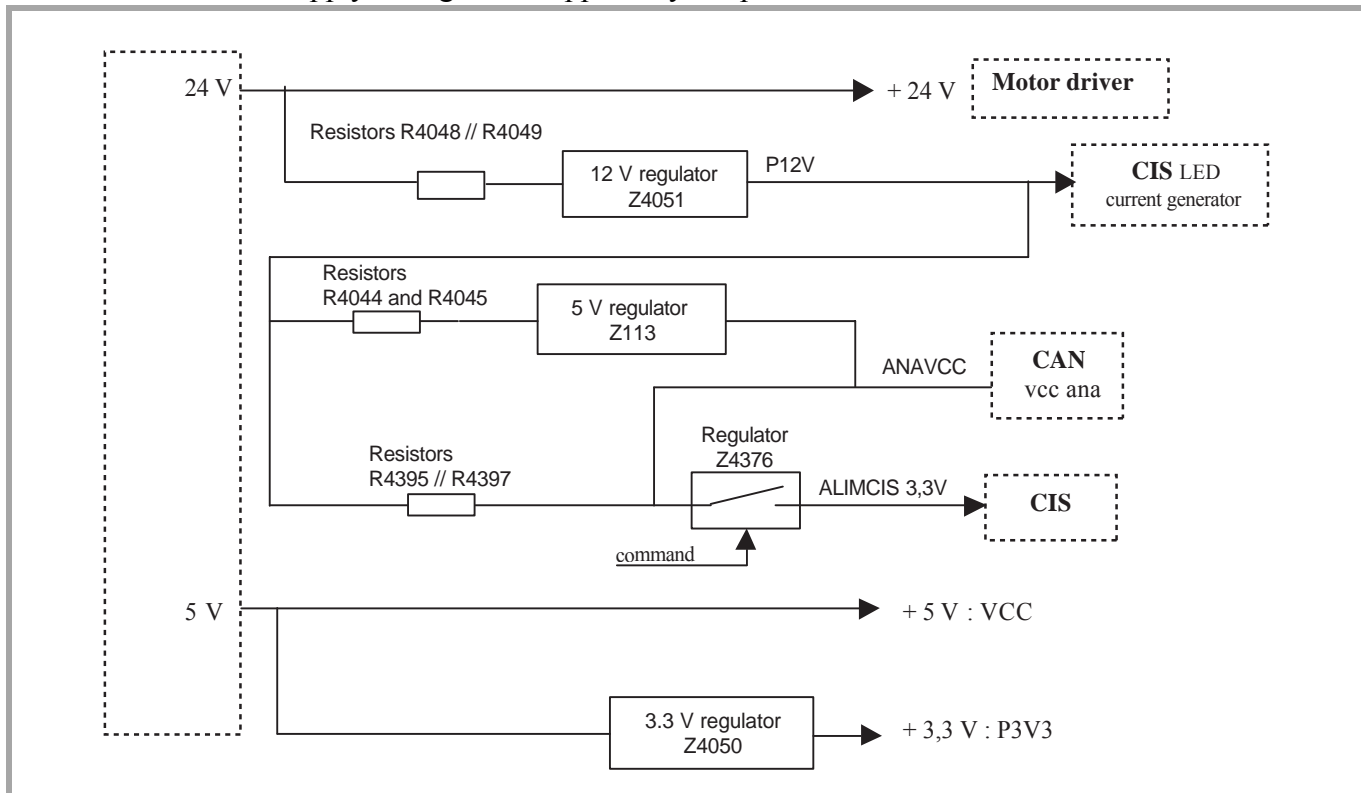 24 V
+ 24 V
Motor driver
Resistors R4048 // R4049
12 V regulator
Z4051
P12V
CIS LED
current generator
Resistors
R4044 and R4045
5 V regulator
Z113
ANAVCC
CAN
vcc ana
Resistors
R4395 // R4397
Regulator
Z4376
ALIMCIS 3,3V
CIS
command
5 V
+ 5 V : VCC
3.3 V regulator
Z4050
+ 3,3 V : P3V3